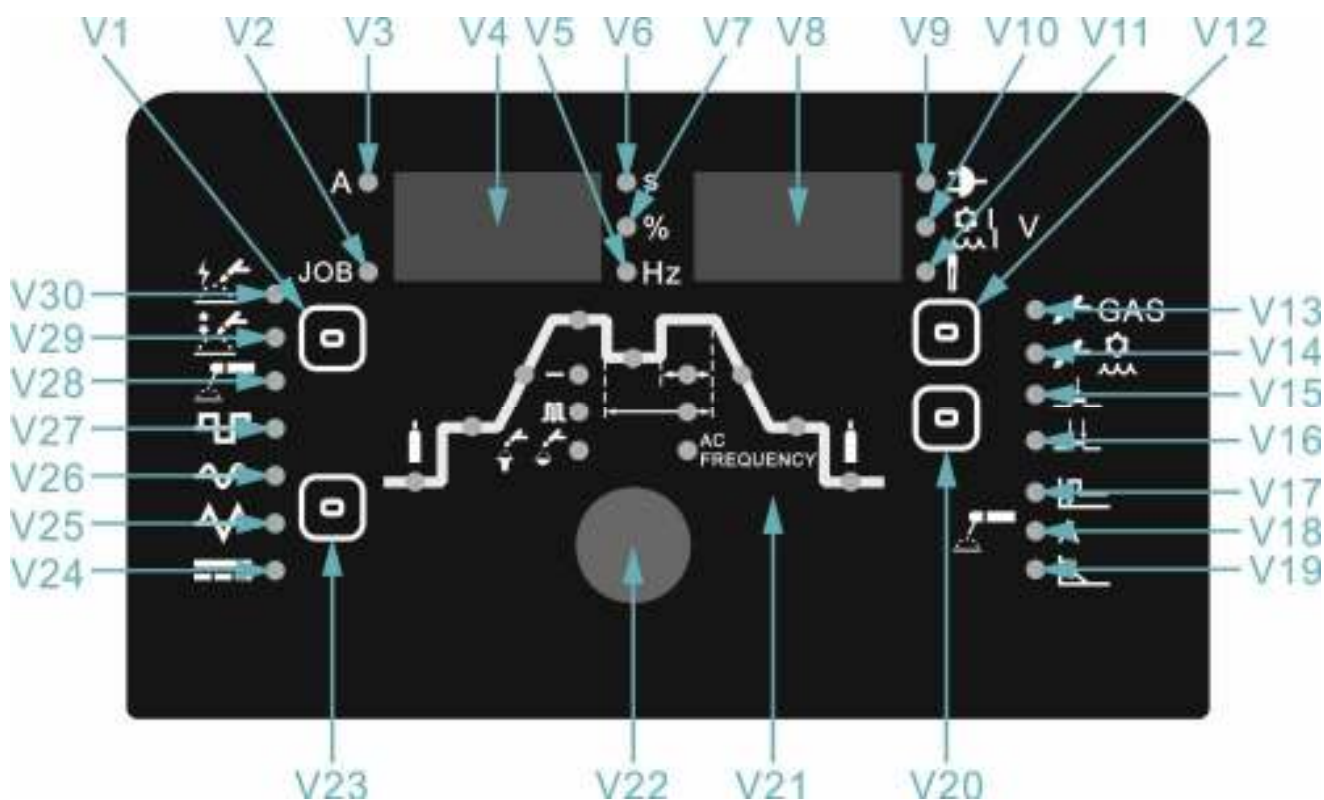 V1 V2 V3 V4 V5 V6 V7 V8 V9 V10 V11 V12
A s
% V
JOB Hz
V30 GAS V13
V29 V14
V28 V15
V27 V16
AC
FREQUENCY
V26 V17
V25 V18
V24 V19
V23 V22 V21 V20